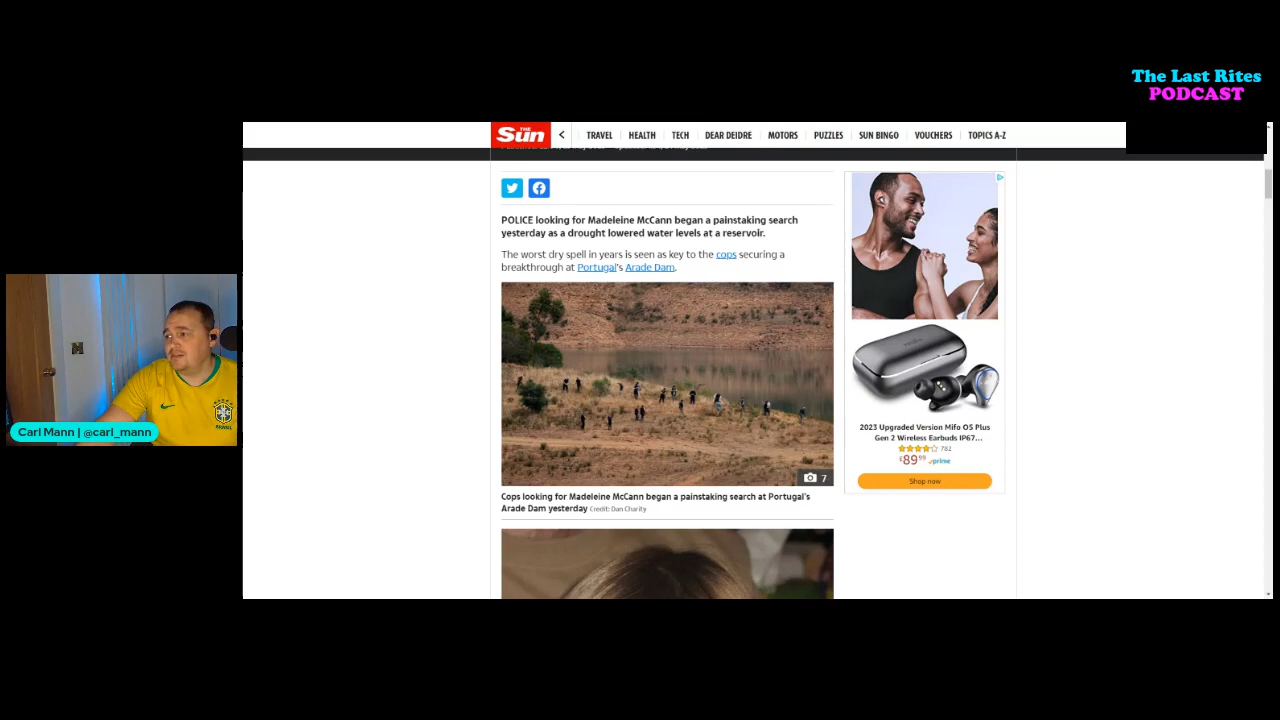 The Last Rites
PODCAST
THE
Sun
TRAVEL HEALTH TECH DEAR DEIDRE MOTORS PUZZLES SUN BINGO VOUCHERS TOPICS A-Z
POLICE looking for Madeleine McCann began a painstaking search
yesterday as a drought lowered water levels at a reservoir.
The worst dry spell in years is seen as key to the cops securing a
breakthrough at Portugal's Arade Dam.
7
Cops looking for Madeleine McCann began a painstaking search at Portugal's
Arade Dam yesterday Credit: Dan Charity
2023 Upgraded Version Mifo O5 Plus
Gen 2 Wireless Earbuds IP67...
781
£8999 prime
Shop now
BRASIL
Carl Mann | @carl_mann